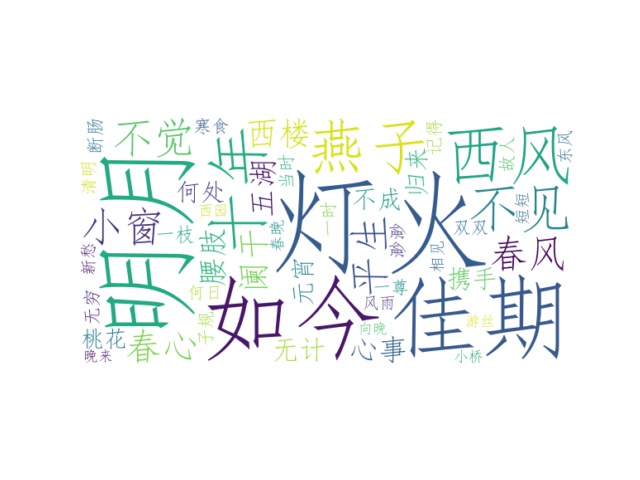 断肠
不觉
寒食
西楼
燕子
记得
西风
故人
东风
清明
明月
十年
何处
西园
五湖
当时
灯火
一时
不成
归来
不见
双双
短短
小窗
一枝
腰肢
阑干
春晚
平生
渺渺
相见
春风
新愁
无穷
何日
元宵
一尊
携手
风雨
如今
佳期
游丝
桃花
春心
子规
无计
心事
向晚
晚来
小桥